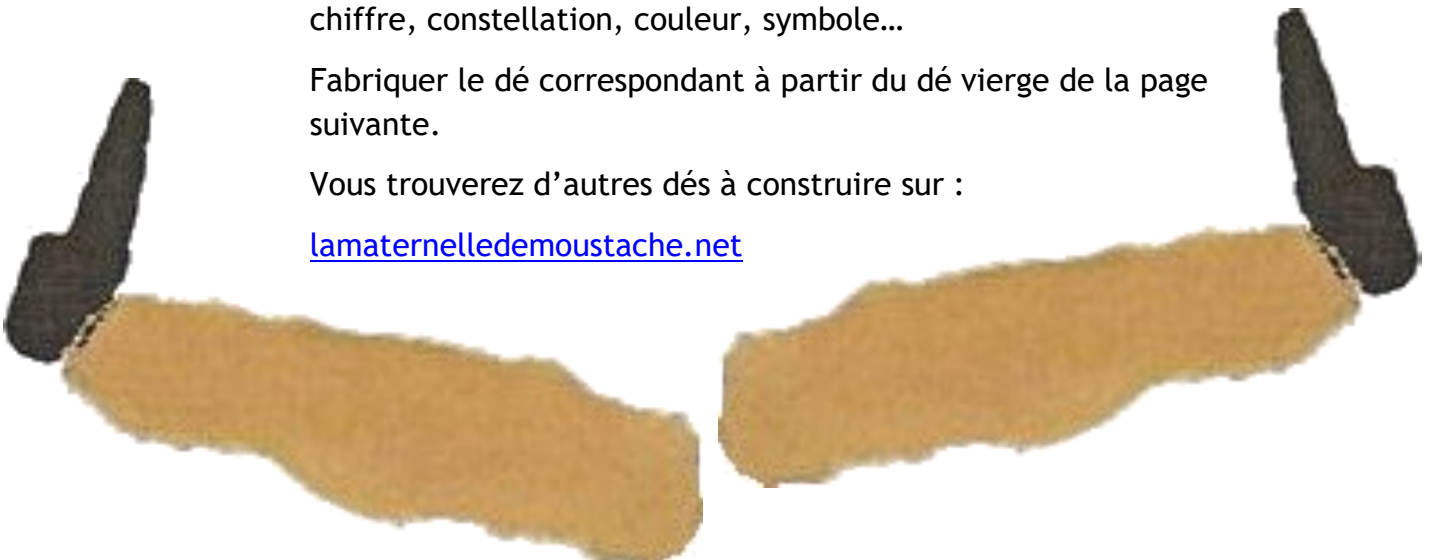 chiffre, constellation, couleur, symbole…
Fabriquer le dé correspondant à partir du dé vierge de la page
suivante.
Vous trouverez d’autres dés à construire sur :
lamaternelledemoustache.net